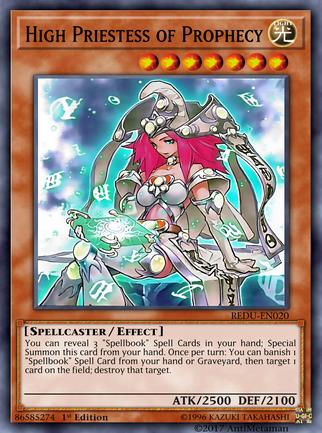 HIGH PRIESTESS OF PROPHECY
LIGHT
光
REDU-EN020
[SPELLCASTER / EFFECT]
You can reveal 3 "Spellbook" Spell Cards in your hand; Special
Summon this card from your hand. Once per turn: You can banish 1
"Spellbook" Spell Card from your hand or Graveyard, then target 1
card on the field; destroy that target.
ATK/2500 DEF/2100
86585274 1st Edition ©1996 KAZUKI TAKAHASHI
©2017 AntiMetaman